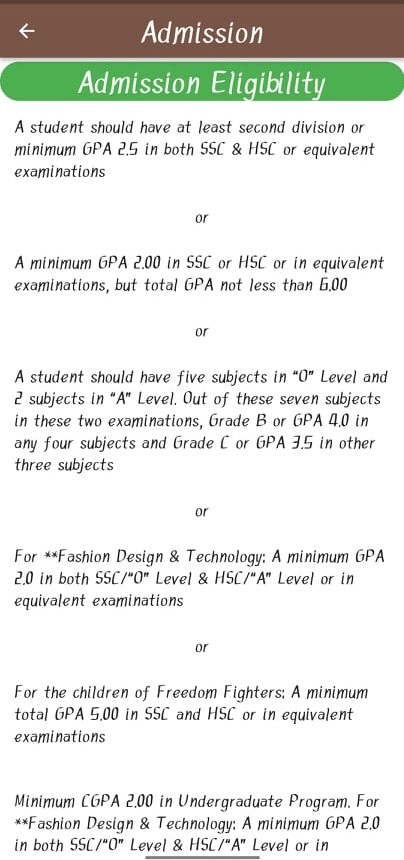 Admission
Admission Eligibility
A student should have at least second division or
minimum GPA 2.5 in both SSC & HSC or equivalent
examinations
or
A minimum GPA 2.00 in SSC or HSC or in equivalent
examinations, but total GPA not less than 6.00
or
A student should have five subjects in “O” Level and
2 subjects in “A” Level. Out of these seven subjects
in these two examinations, Grade B or GPA 4.0 in
any four subjects and Grade C or GPA 3.5 in other
three subjects
or
For **Fashion Design & Technology: A minimum GPA
2.0 in both SSC/“O” Level & HSC/“A” Level or in
equivalent examinations
or
For the children of Freedom Fighters: A minimum
total GPA 5.00 in SSC and HSC or in equivalent
examinations
Minimum CGPA 2.00 in Undergraduate Program. For
**Fashion Design & Technology: A minimum GPA 2.0
in both SSC/“O” Level & HSC/“A” Level or in